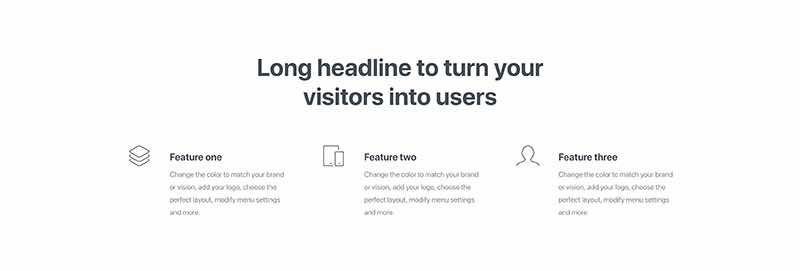 Long headline to turn your
visitors into users
Feature one
Change the color to match your brand
or vision, add your logo, choose the
perfect layout, modify menu settings
and more.
Feature two
Change the color to match your brand
or vision, add your logo, choose the
perfect layout, modify menu settings
and more.
Feature three
Change the color to match your brand
or vision, add your logo, choose the
perfect layout, modify menu settings
and more.